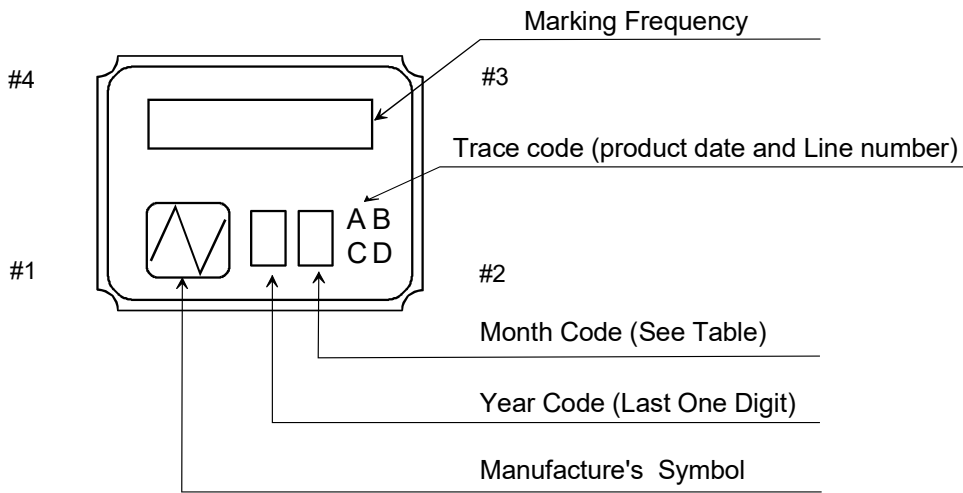 Marking Frequency
#4
#3
Trace code (product date and Line number)
A B
C D
#1
#2
Month Code (See Table)
Year Code (Last One Digit)
Manufacture's Symbol